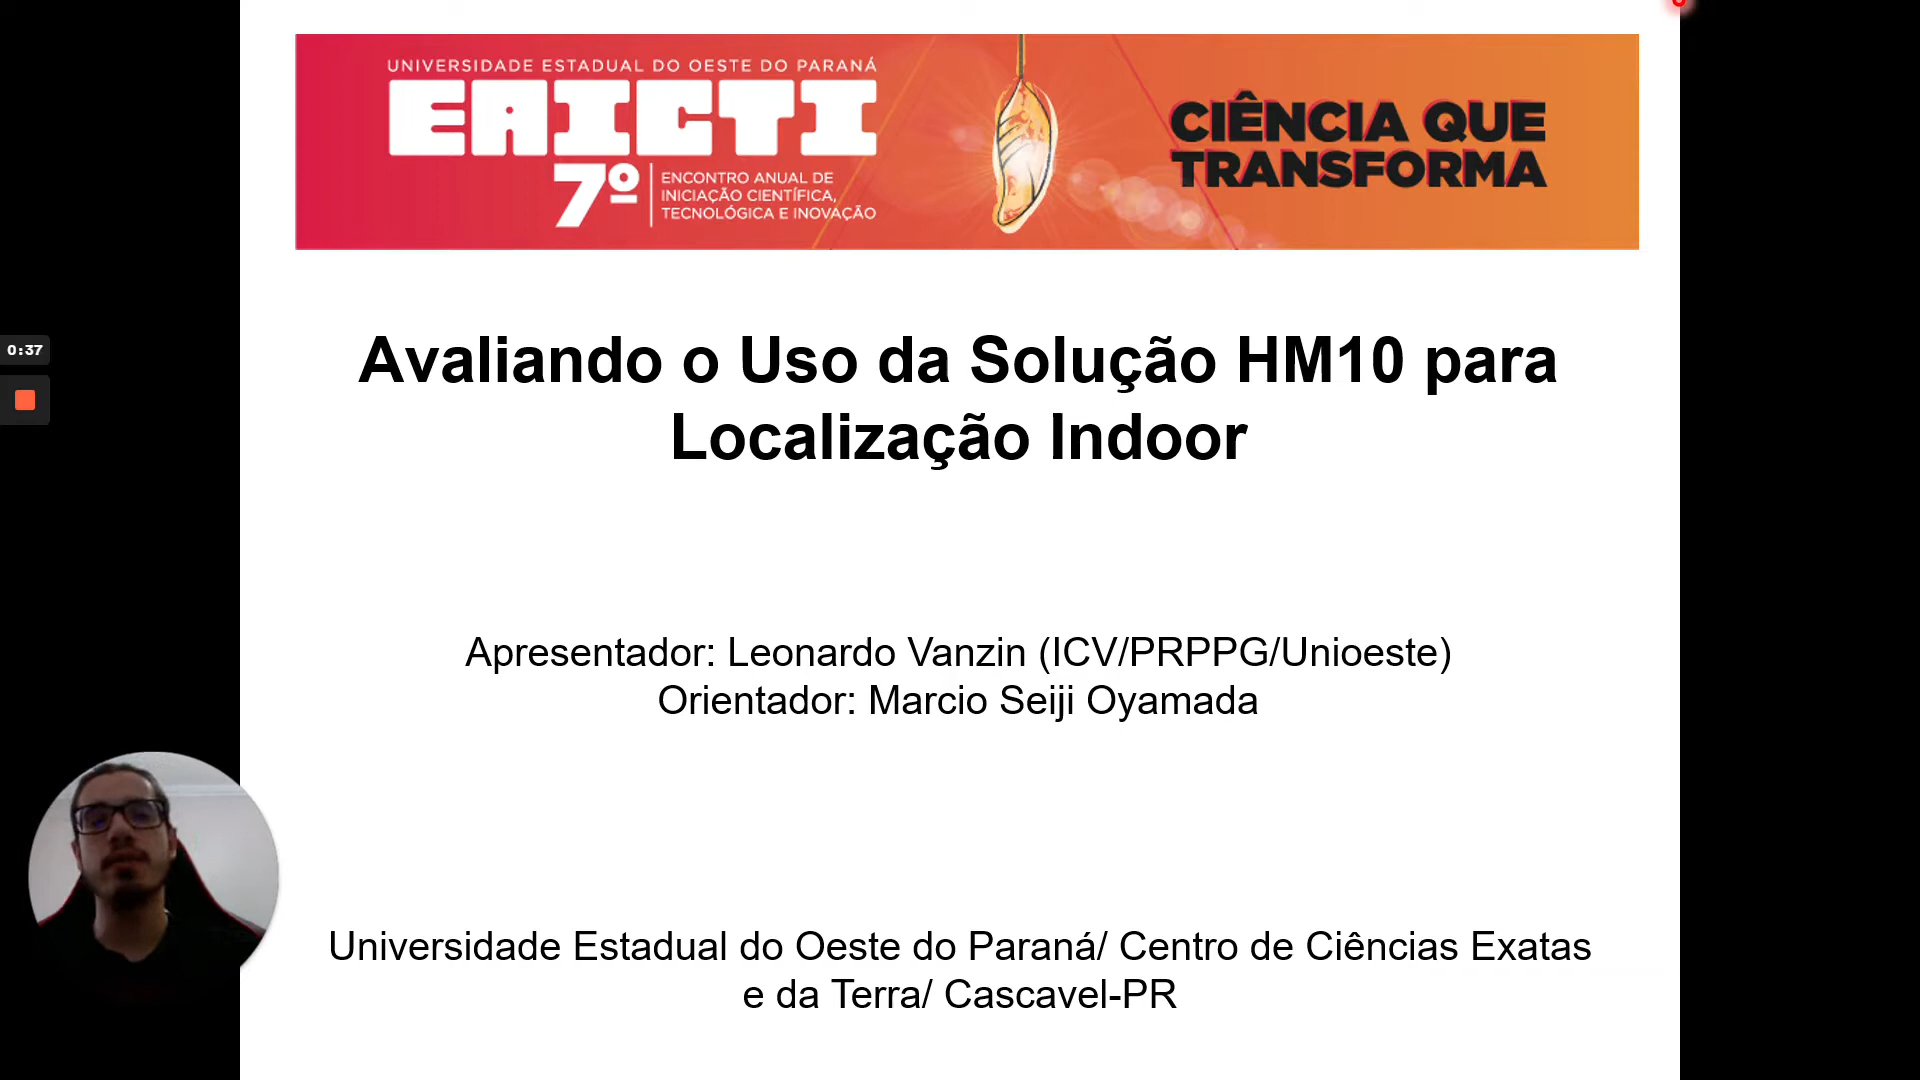 UNIVERSIDADE ESTADUAL DO OESTE DO PARANÁ
EAICTI
7º
ENCONTRO ANUAL DE
INICIAÇÃO CIENTÍFICA,
TECNOLÓGICA E INOVAÇÃO
CIÊNCIA QUE
TRANSFORMA
Avaliando o Uso da Solução HM10 para
Localização Indoor
0:37
Apresentador: Leonardo Vanzin (ICV/PRPPG/Unioeste)
Orientador: Marcio Seiji Oyamada
Universidade Estadual do Oeste do Paraná/ Centro de Ciências Exatas
e da Terra/ Cascavel-PR